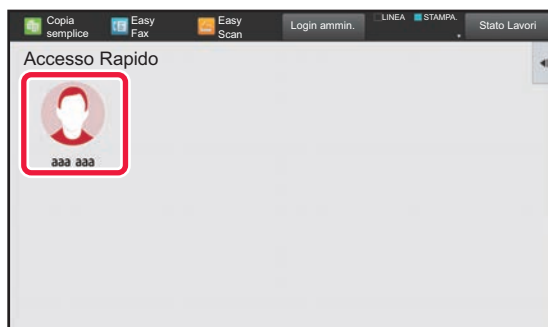 Copia semplice
Easy Fax
Easy Scan
Login ammin.
LINEA
STAMPA.
Stato Lavori
Accesso Rapido
aaa aaa